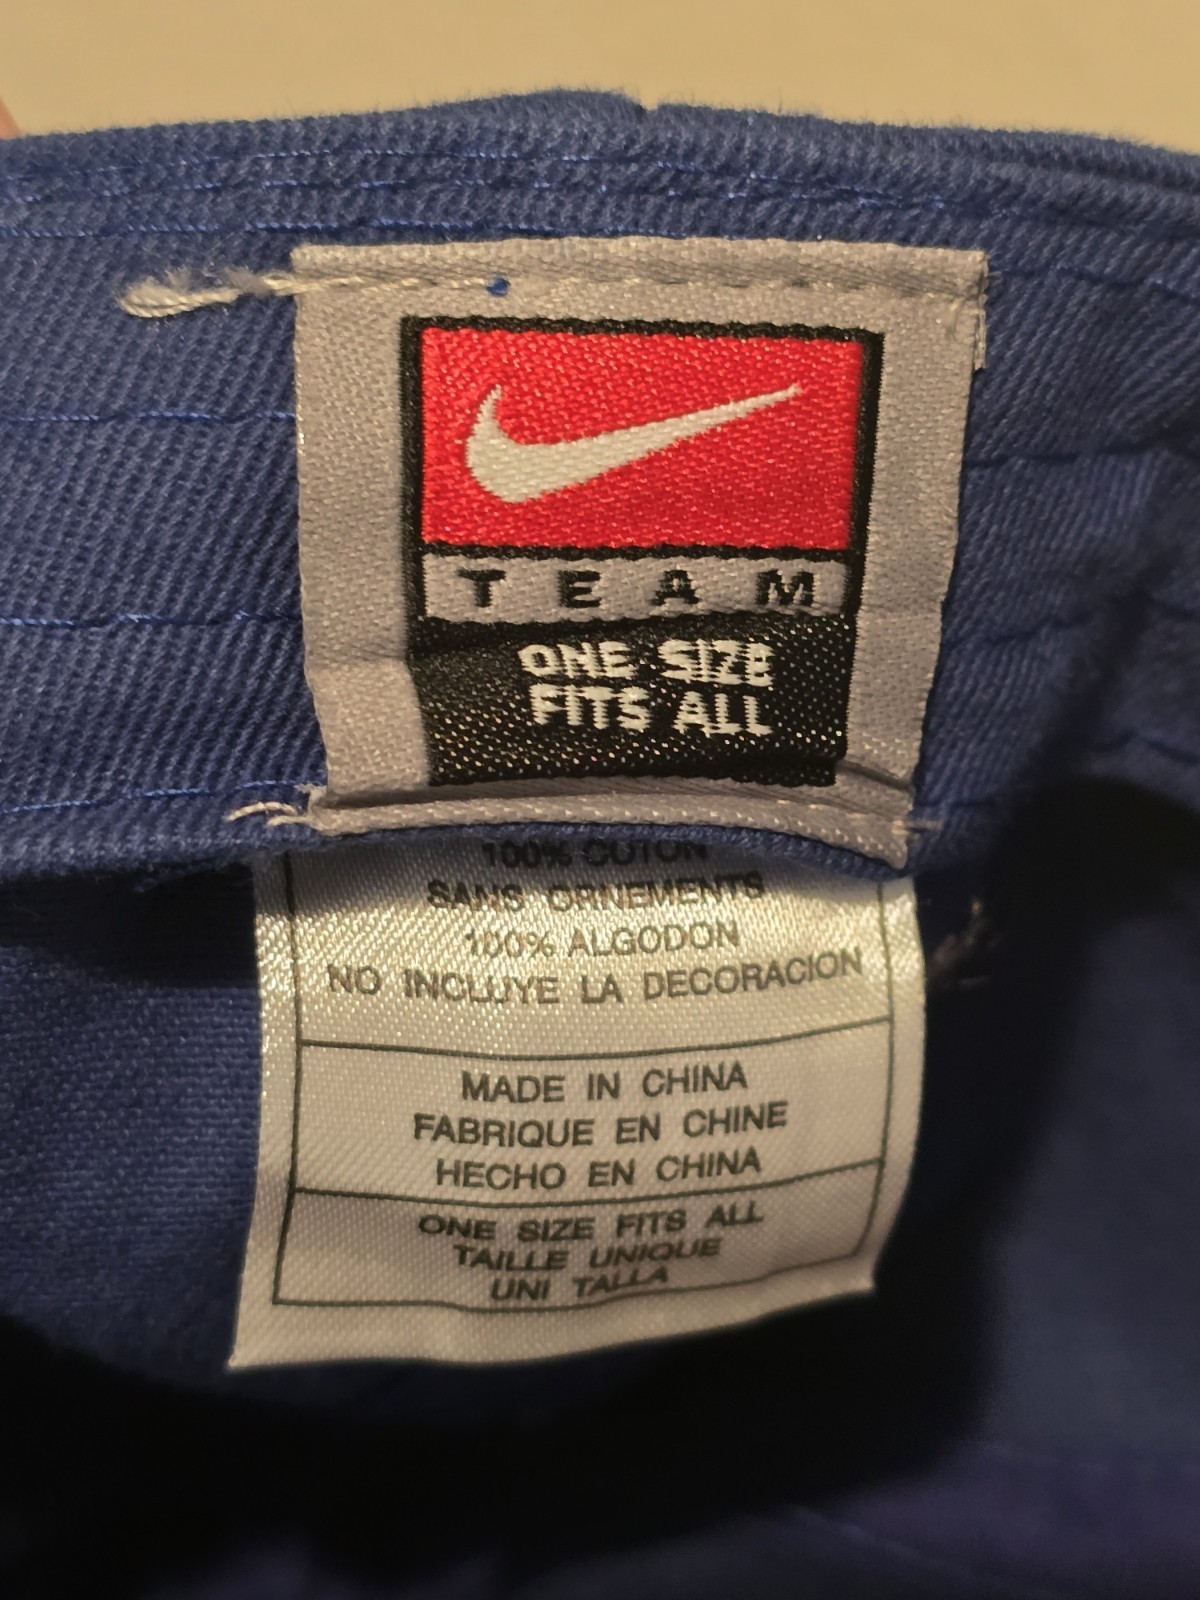 TEAM
ONE SIZE
FITS ALL
100% COTON
SANS ORNEMENTS
100% ALGODON
NO INCLUYE LA DECORACION
MADE IN CHINA
FABRIQUE EN CHINE
HECHO EN CHINA
ONE SIZE FITS ALL
TAILLE UNIQUE
UNI TALLA